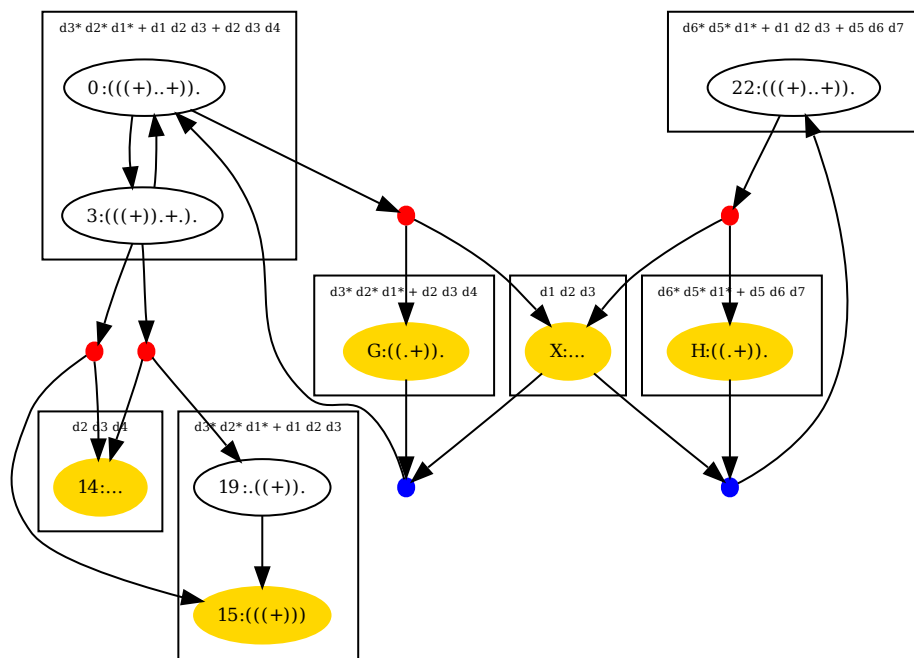 d3* d2* d1* + d1 d2 d3 + d2 d3 d4
d6* d5* d1* + d1 d2 d3 + d5 d6 d7
0:(((+)..+)).
22:(((+)..+)).
3:(((+)).+.).
d3* d2* d1* + d2 d3 d4
d1 d2 d3
d6* d5* d1* + d5 d6 d7
G:((.+)).
X:...
H:((.+)).
d2 d3 d4
d3* d2* d1* + d1 d2 d3
14:...
19:.((+)).
15:(((+)))